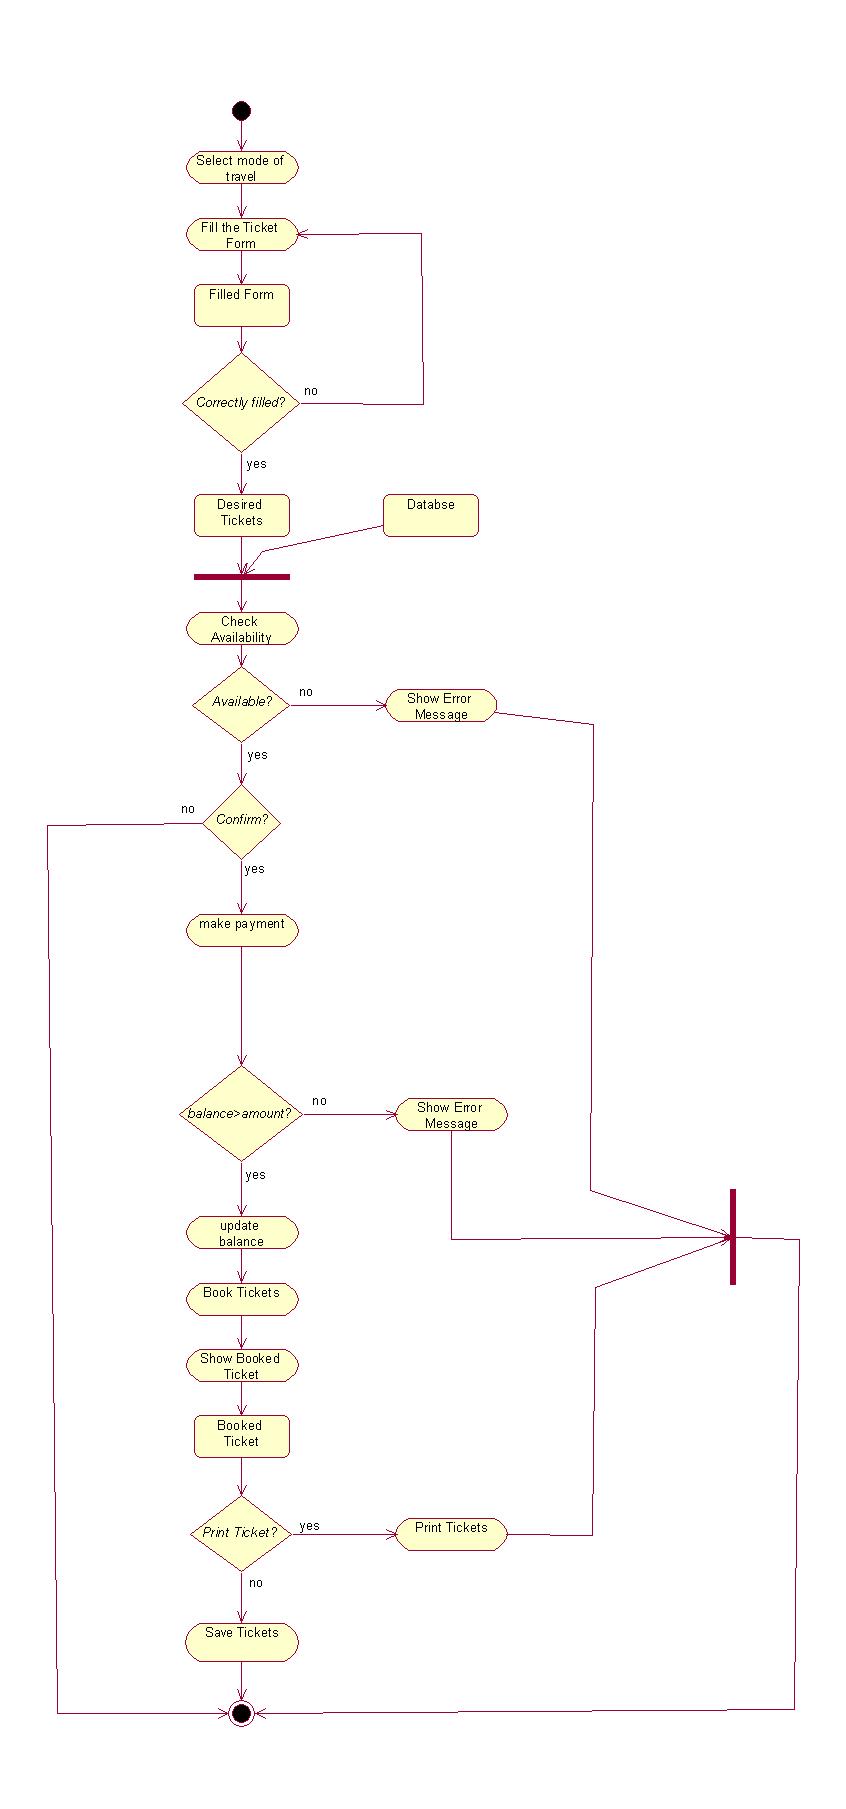 Select mode of
travel
Fill the Ticket
Form
Filled Form
Correctly filled?
no
yes
Desired
Tickets
Databse
Check
Availability
Available?
no
Show Error
Message
yes
no
Confirm?
yes
make payment
balance>amount?
no
Show Error
Message
yes
update
balance
Book Tickets
Show Booked
Ticket
Booked
Ticket
Print Ticket?
yes
Print Tickets
no
Save Tickets